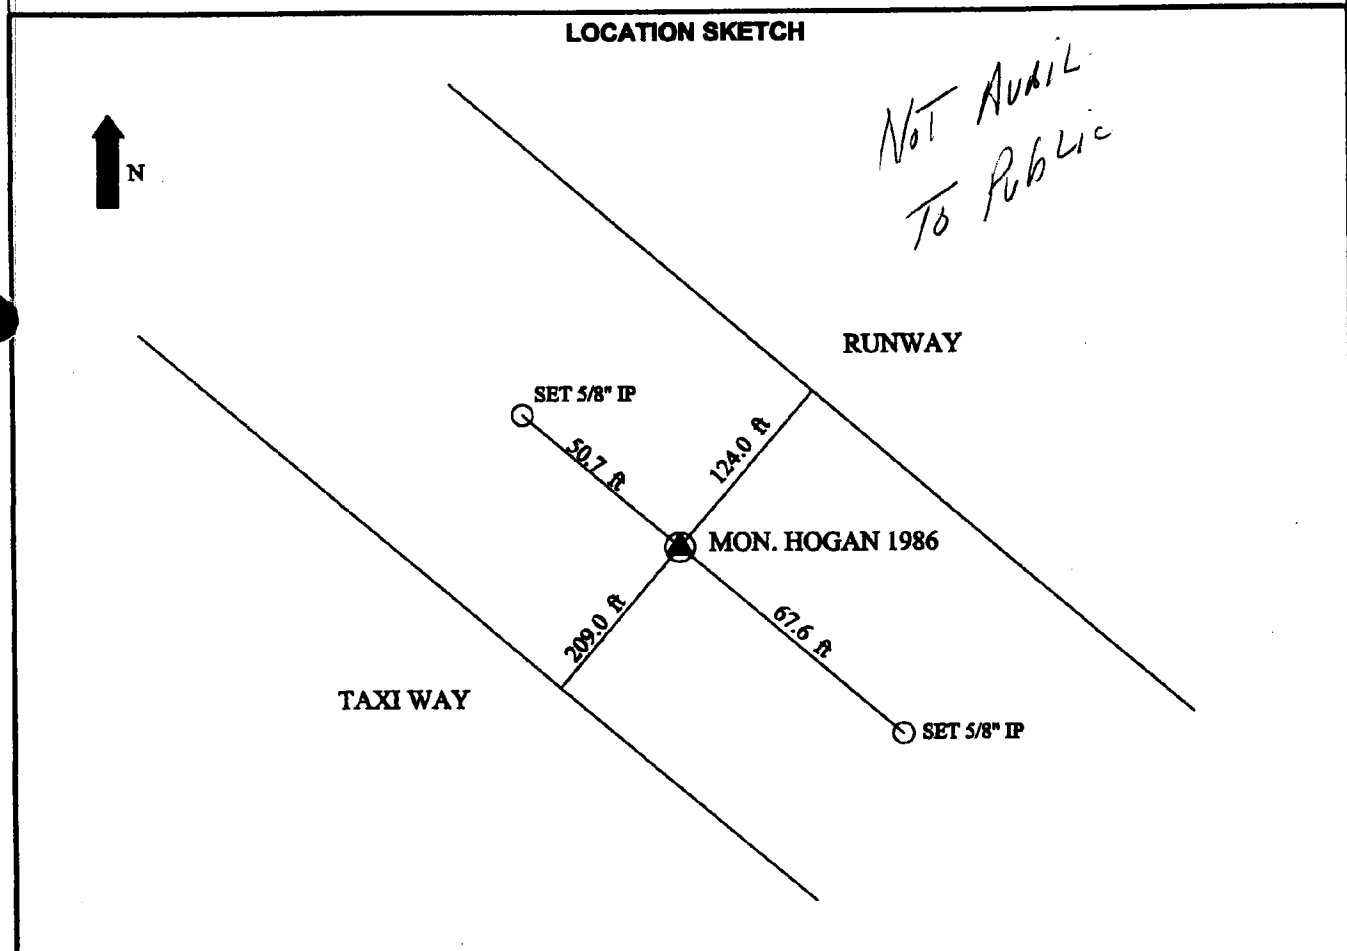 LOCATION SKETCH
NOT AVAIL
TO PUBLIC
N
RUNWAY
SET 5/8" IP
50.7 ft
124.0 ft
MON. HOGAN 1986
209.0 ft
67.6 ft
TAXI WAY
SET 5/8" IP